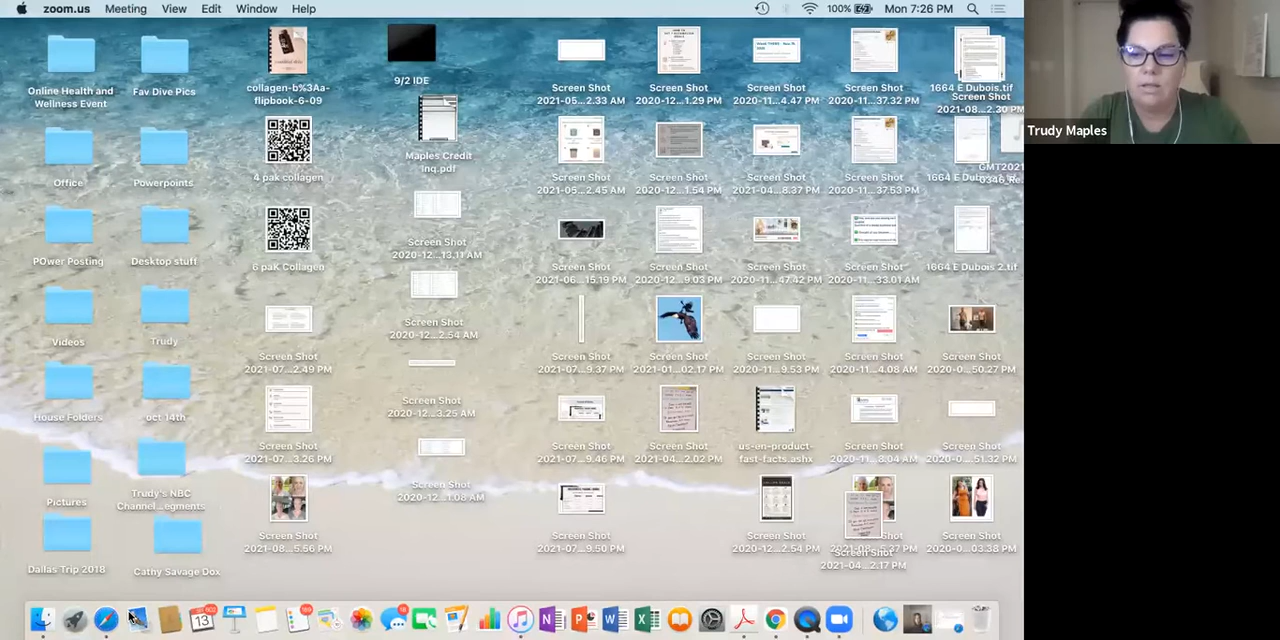 zoom.us Meeting View Edit Window Help
100% Mon 7:26 PM
Trudy Maples
Online Health and
Wellness Event
Fav Dive Pics
Office
Powerpoints
POwer Posting
Desktop stuff
Videos
Trudy
House Folders
oct 14th
Pictures
Trudy's NBC
Channel...egments
Dallas Trip 2018
Cathy Savage Dox
collagen-b%3Aa-
flipbook-6-09
4 pak collagen
6 paK Collagen
Screen Shot
2021-07...2.49 PM
Screen Shot
2021-07...3.26 PM
Screen Shot
2021-08...5.56 PM
9/2 IDE
Maples Credit
Inq.pdf
Screen Shot
2020-12...13.11 AM
Screen Shot
2020-12...2.54 AM
Screen Shot
2020-12...3.25 AM
Screen Shot
2020-12...1.08 AM
Screen Shot
2021-05...2.33 AM
Screen Shot
2021-05...2.45 AM
Screen Shot
2021-06...15.19 PM
Screen Shot
2021-07...9.37 PM
Screen Shot
2021-07...9.46 PM
Screen Shot
2021-07...9.50 PM
Screen Shot
2020-12...1.29 PM
Screen Shot
2020-12...1.54 PM
Screen Shot
2020-12...9.03 PM
Screen Shot
2021-01...02.17 PM
Screen Shot
2021-04...2.02 PM
Screen Shot
2020-11...4.47 PM
Screen Shot
2021-04...8.37 PM
Screen Shot
2020-11...47.42 PM
Screen Shot
2020-11...9.53 PM
us-en-product-
fast-facts.ashx
Screen Shot
2020-12...2.54 PM
Screen Shot
2020-11...37.32 PM
Screen Shot
2020-11...37.53 PM
Screen Shot
2020-11...33.01 AM
Screen Shot
2020-11...4.08 AM
Screen Shot
2020-11...3.04 AM
Screen Shot
2021-04...2.17 PM
1664 E Dubois.tif
Screen Shot
2021-08...2.30 PM
GMT2021
1664 E Dubois 2.tif
Screen Shot
2020-0...50.27 PM
Screen Shot
2020-0...51.32 PM
Screen Shot
2020-0...03.38 PM
13